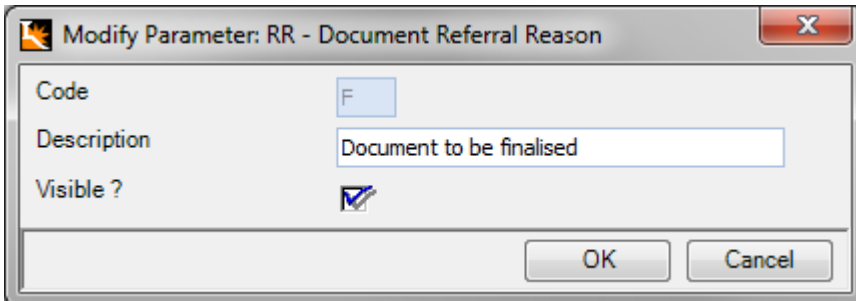 Modify Parameter: RR - Document Referral Reason
Code F
Description Document to be finalised
Visible ?
OK Cancel